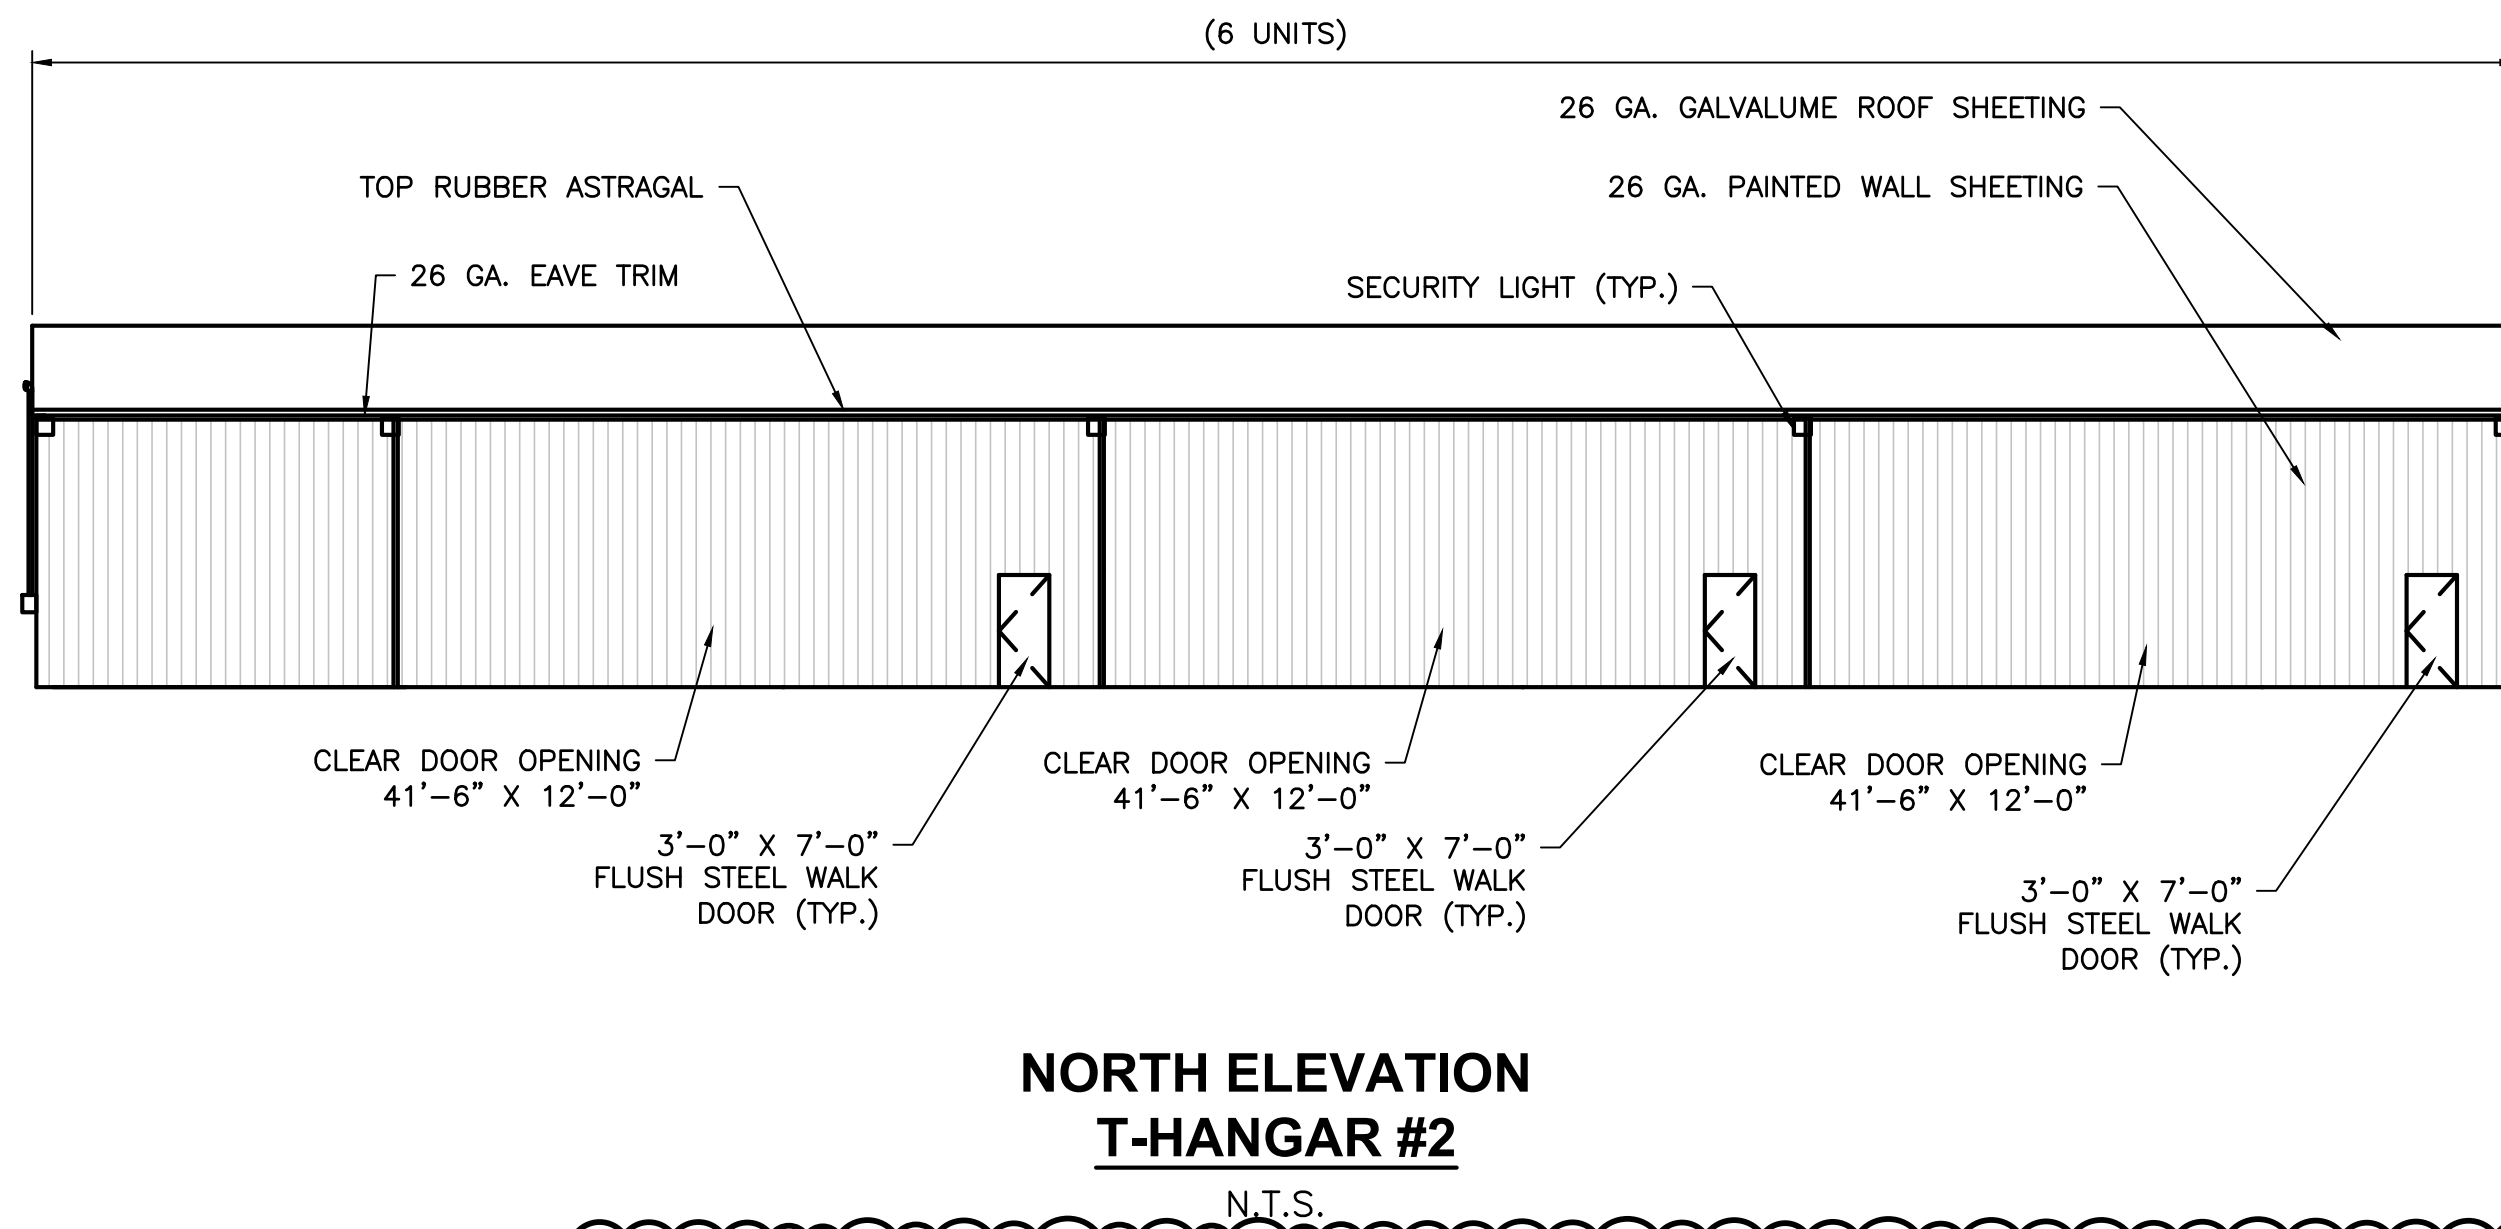 (6 UNITS)
26 GA. GALVALUME ROOF SHEETING
TOP RUBBER ASTRAGAL
26 GA. PAINTED WALL SHEETING
26 GA. EAVE TRIM
SECURITY LIGHT (TYP.)
CLEAR DOOR OPENING
41'-6" X 12'-0"
3'-0" X 7'-0"
FLUSH STEEL WALK
DOOR (TYP.)
CLEAR DOOR OPENING
41'-6" X 12'-0"
3'-0" X 7'-0"
FLUSH STEEL WALK
DOOR (TYP.)
CLEAR DOOR OPENING
41'-6" X 12'-0"
3'-0" X 7'-0"
FLUSH STEEL WALK
DOOR (TYP.)
NORTH ELEVATION
T-HANGAR #2
N.T.S.